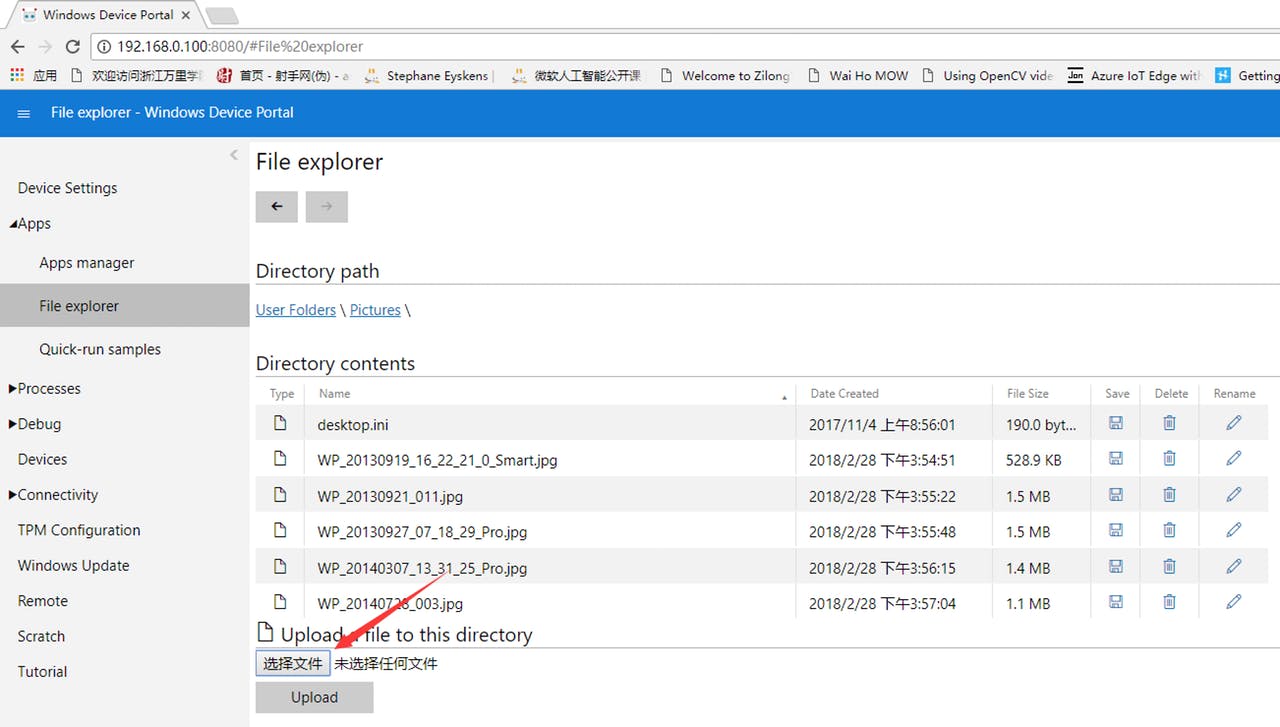 Windows Device Portal
192.168.0.100:8080/#File%20explorer
应用 欢迎访问浙江万里学院 首页 - 射手网(伪) - a Stephane Eyskens | 微软人工智能公开课 Welcome to Zilong Wai Ho MOW Using OpenCV vide Jon Azure IoT Edge with Getting
File explorer - Windows Device Portal
Device Settings
Apps
Apps manager
File explorer
Quick-run samples
Processes
Debug
Devices
Connectivity
TPM Configuration
Windows Update
Remote
Scratch
Tutorial
File explorer
Directory path
User Folders \ Pictures \
Directory contents
Type Name Date Created File Size Save Delete Rename
desktop.ini 2017/11/4 上午8:56:01 190.0 byt...
WP_20130919_16_22_21_0_Smart.jpg 2018/2/28 下午3:54:51 528.9 KB
WP_20130921_011.jpg 2018/2/28 下午3:55:22 1.5 MB
WP_20130927_07_18_29_Pro.jpg 2018/2/28 下午3:55:48 1.5 MB
WP_20140307_13_31_25_Pro.jpg 2018/2/28 下午3:56:15 1.4 MB
WP_20140728_003.jpg 2018/2/28 下午3:57:04 1.1 MB
Upload a file to this directory
选择文件 未选择任何文件
Upload